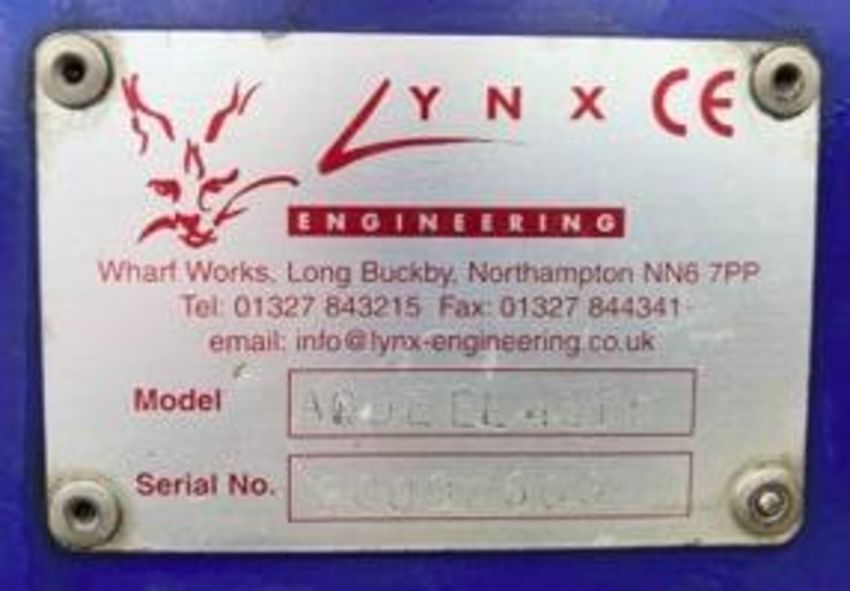 LYNX CE
ENGINEERING
Wharf Works, Long Buckby, Northampton NN6 7PP
Tel: 01327 843215 Fax: 01327 844341
email: info@lynx-engineering.co.uk
Model
Serial No.